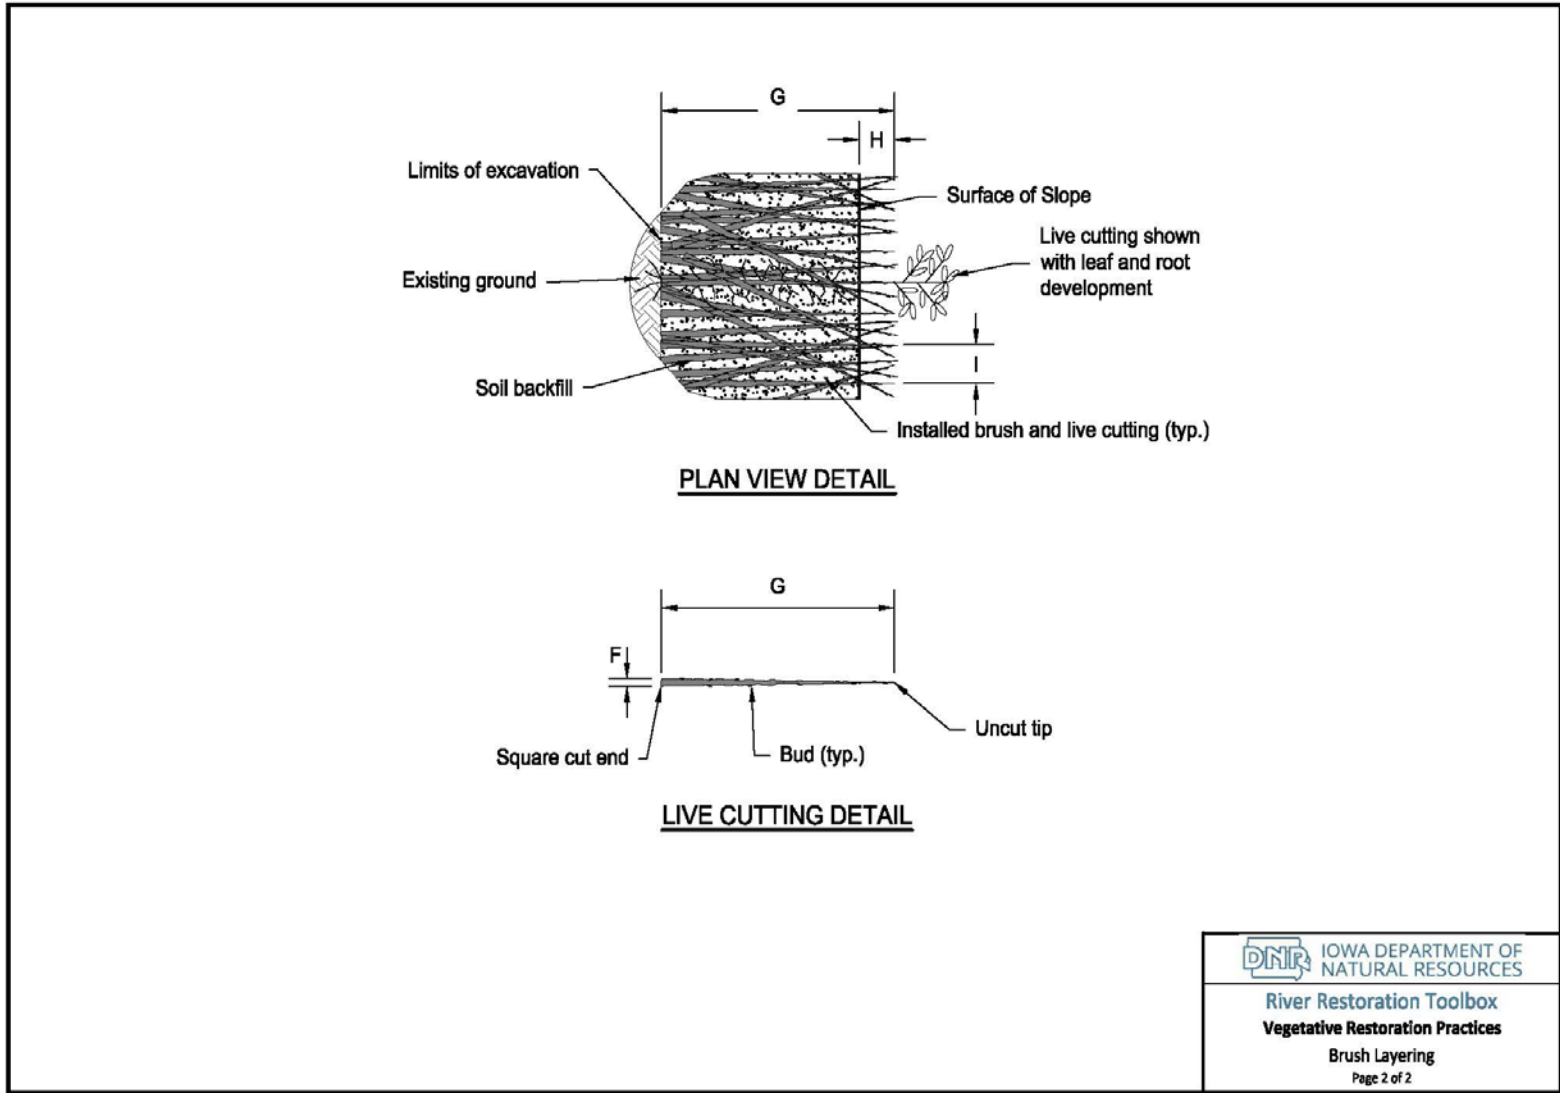 G
H
Limits of excavation
Surface of Slope
Live cutting shown
with leaf and root
development
Existing ground
I
Soil backfill
Installed brush and live cutting (typ.)
PLAN VIEW DETAIL
G
F
Uncut tip
Square cut end
Bud (typ.)
LIVE CUTTING DETAIL
DNR
IOWA DEPARTMENT OF
NATURAL RESOURCES
River Restoration Toolbox
Vegetative Restoration Practices
Brush Layering
Page 2 of 2